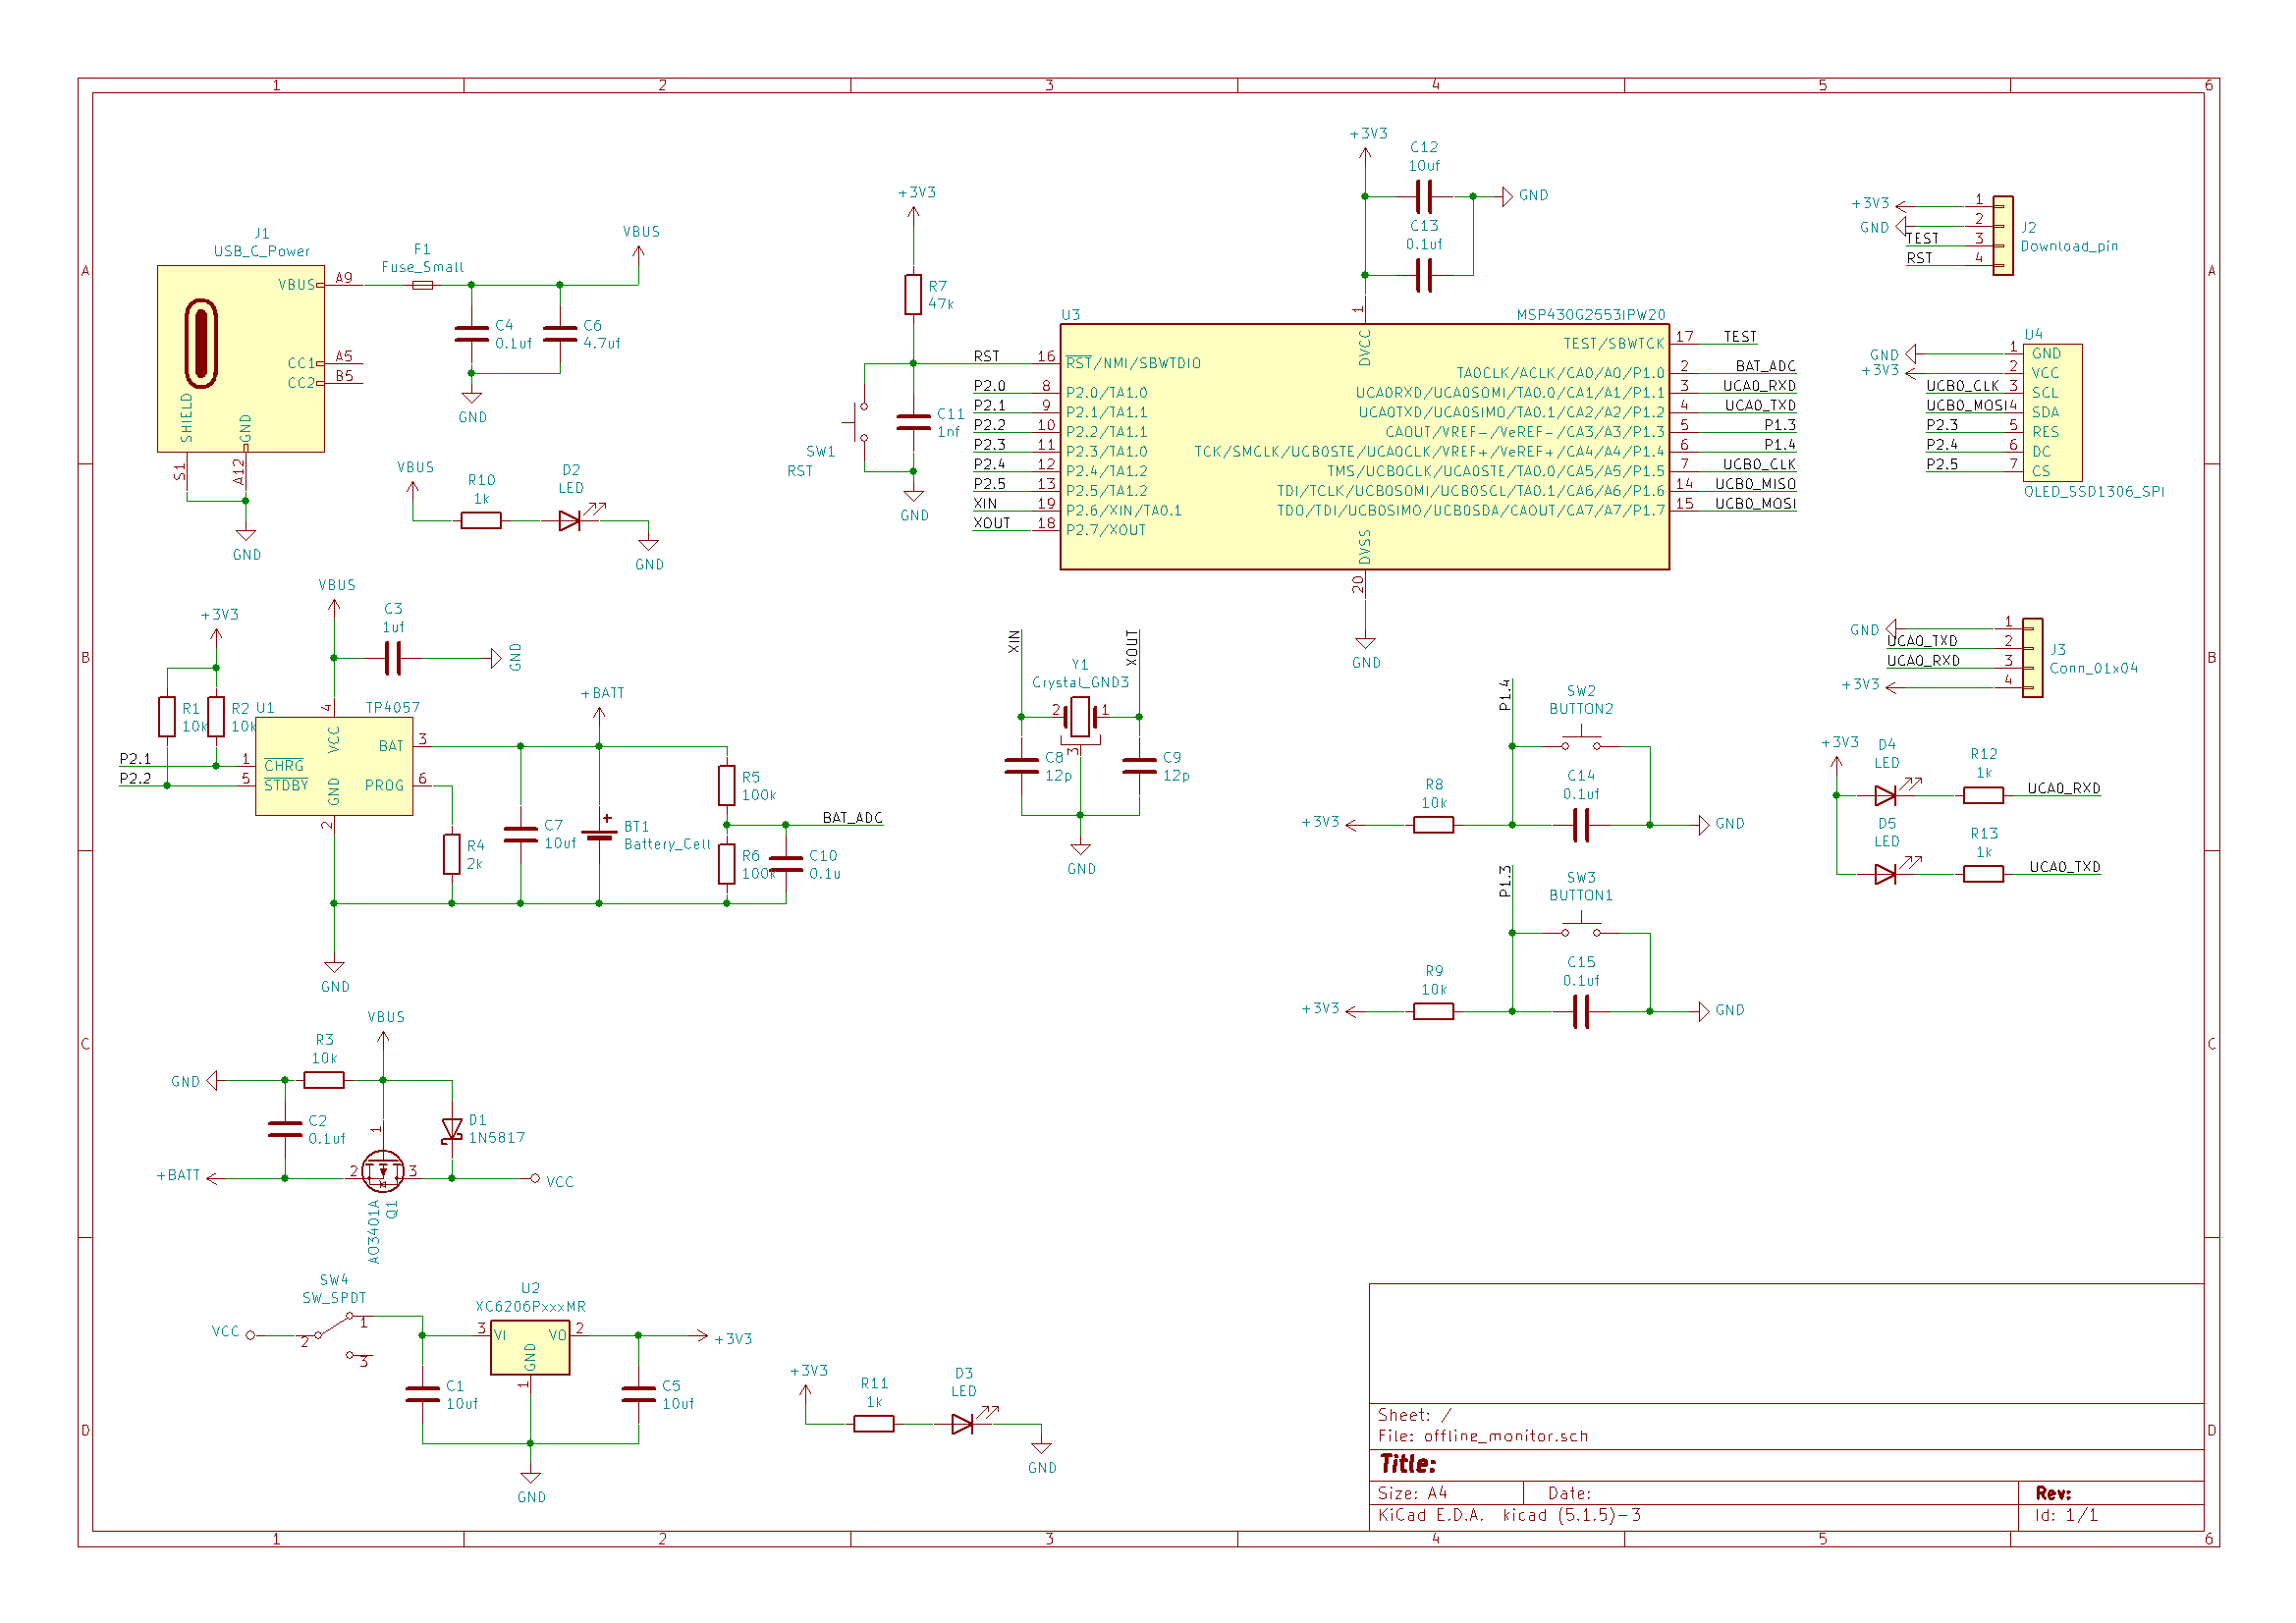 1 2 3 4 5 6
A
B
C
D
A
B
C
D
1 2 3 4 5 6
J1
USB_C_Power
VBUS A9
CC1 A5
CC2 B5
SHIELD
GND
S1
A12
GND
F1
Fuse_Small
VBUS
C4
0.1uf
C6
4.7uf
GND
VBUS
R10
1k
D2
LED
GND
+3V3
R7
47k
C11
1nf
SW1
RST
GND
+3V3
C12
10uf
GND
C13
0.1uf
U3
MSP430G2553IPW20
1
DVCC
RST 16 RST/NMI/SBWTDIO
P2.0 8 P2.0/TA1.0
P2.1 9 P2.1/TA1.1
P2.2 10 P2.2/TA1.1
P2.3 11 P2.3/TA1.0
P2.4 12 P2.4/TA1.2
P2.5 13 P2.5/TA1.2
XIN 19 P2.6/XIN/TA0.1
XOUT 18 P2.7/XOUT
TEST/SBWTCK 17 TEST
TA0CLK/ACLK/CA0/A0/P1.0 2 BAT_ADC
UCA0RXD/UCA0SOMI/TA0.0/CA1/A1/P1.1 3 UCA0_RXD
UCA0TXD/UCA0SIMO/TA0.1/CA2/A2/P1.2 4 UCA0_TXD
CAOUT/VREF-/VeREF-/CA3/A3/P1.3 5 P1.3
TCK/SMCLK/UCB0STE/UCA0CLK/VREF+/VeREF+/CA4/A4/P1.4 6 P1.4
TMS/UCB0CLK/UCA0STE/TA0.0/CA5/A5/P1.5 7 UCB0_CLK
TDI/TCLK/UCB0SOMI/UCB0SCL/TA0.1/CA6/A6/P1.6 14 UCB0_MISO
TDO/TDI/UCB0SIMO/UCB0SDA/CAOUT/CA7/A7/P1.7 15 UCB0_MOSI
DVSS
20
GND
+3V3 1
GND 2
TEST 3
RST 4
J2
Download_pin
U4
GND 1 GND
+3V3 2 VCC
UCB0_CLK 3 SCL
UCB0_MOSI 4 SDA
P2.3 5 RES
P2.4 6 DC
P2.5 7 CS
OLED_SSD1306_SPI
GND 1
UCA0_TXD 2
UCA0_RXD 3
+3V3 4
J3
Conn_01x04
+3V3
D4
LED
R12
1k
UCA0_RXD
D5
LED
R13
1k
UCA0_TXD
+3V3
VBUS
C3
1uf
GND
R1
10k
R2
10k
U1
TP4057
4
VCC
P2.1 1 CHRG
P2.2 5 STDBY
BAT 3
PROG 6
GND
2
R4
2k
+BATT
C7
10uf
BT1
Battery_Cell
R5
100k
BAT_ADC
R6
100k
C10
0.1u
GND
XIN
XOUT
Y1
Crystal_GND3
2 1
3
C8
12p
C9
12p
GND
P1.4
SW2
BUTTON2
C14
0.1uf
R8
10k
+3V3
GND
P1.3
SW3
BUTTON1
C15
0.1uf
R9
10k
+3V3
GND
VBUS
R3
10k
GND
C2
0.1uf
D1
1N5817
1
2 3
+BATT
VCC
AO3401A
Q1
SW4
SW_SPDT
VCC
1
2
3
U2
XC6206PxxxMR
3 VI VO 2
GND
1
+3V3
C1
10uf
C5
10uf
GND
+3V3
R11
1k
D3
LED
GND
Sheet: /
File: offline_monitor.sch
Title:
Size: A4 Date: Rev:
KiCad E.D.A. kicad (5.1.5)-3 Id: 1/1